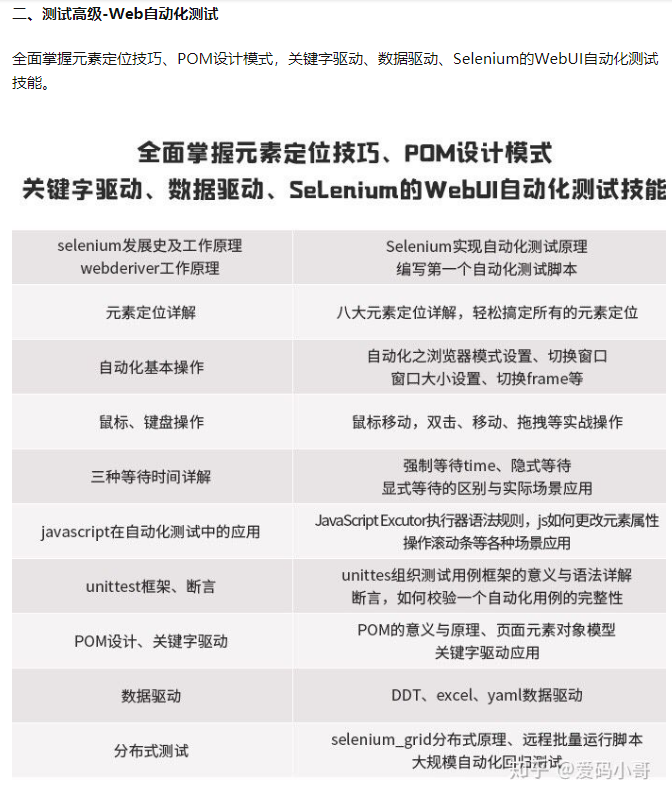 二、测试高级-Web自动化测试
全面掌握元素定位技巧、POM设计模式，关键字驱动、数据驱动、Selenium的WebUI自动化测试
技能。
全面掌握元素定位技巧、POM设计模式
关键字驱动、数据驱动、SeLenium的WebUI自动化测试技能
selenium发展史及工作原理
webderiver工作原理
Selenium实现自动化测试原理
编写第一个自动化测试脚本
元素定位详解
八大元素定位详解，轻松搞定所有的元素定位
自动化基本操作
自动化之浏览器模式设置、切换窗口
窗口大小设置、切换frame等
鼠标、键盘操作
鼠标移动，双击、移动、拖拽等实战操作
三种等待时间详解
强制等待time、隐式等待
显式等待的区别与实际场景应用
javascript在自动化测试中的应用
JavaScript Excutor执行器语法规则，js如何更改元素属性
操作滚动条等各种场景应用
unittest框架、断言
unittes组织测试用例框架的意义与语法详解
断言，如何校验一个自动化用例的完整性
POM设计、关键字驱动
POM的意义与原理、页面元素对象模型
关键字驱动应用
数据驱动
DDT、excel、yaml数据驱动
分布式测试
selenium_grid分布式原理、远程批量运行脚本
大规模自动化回归测试
知乎 @爱码小哥